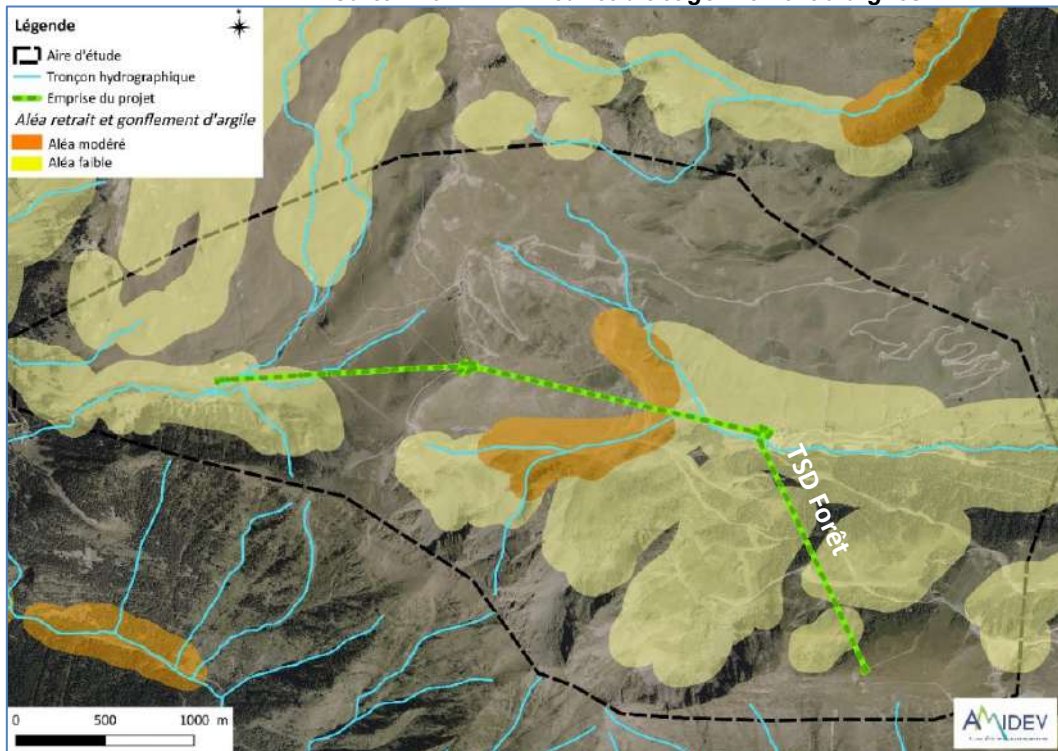 Légende
Aire d'étude
Tronçon hydrographique
Emprise du projet
Aléa retrait et gonflement d'argile
Aléa modéré
Aléa faible
TSD Forêt
0 500 1000 m
AMIDEV